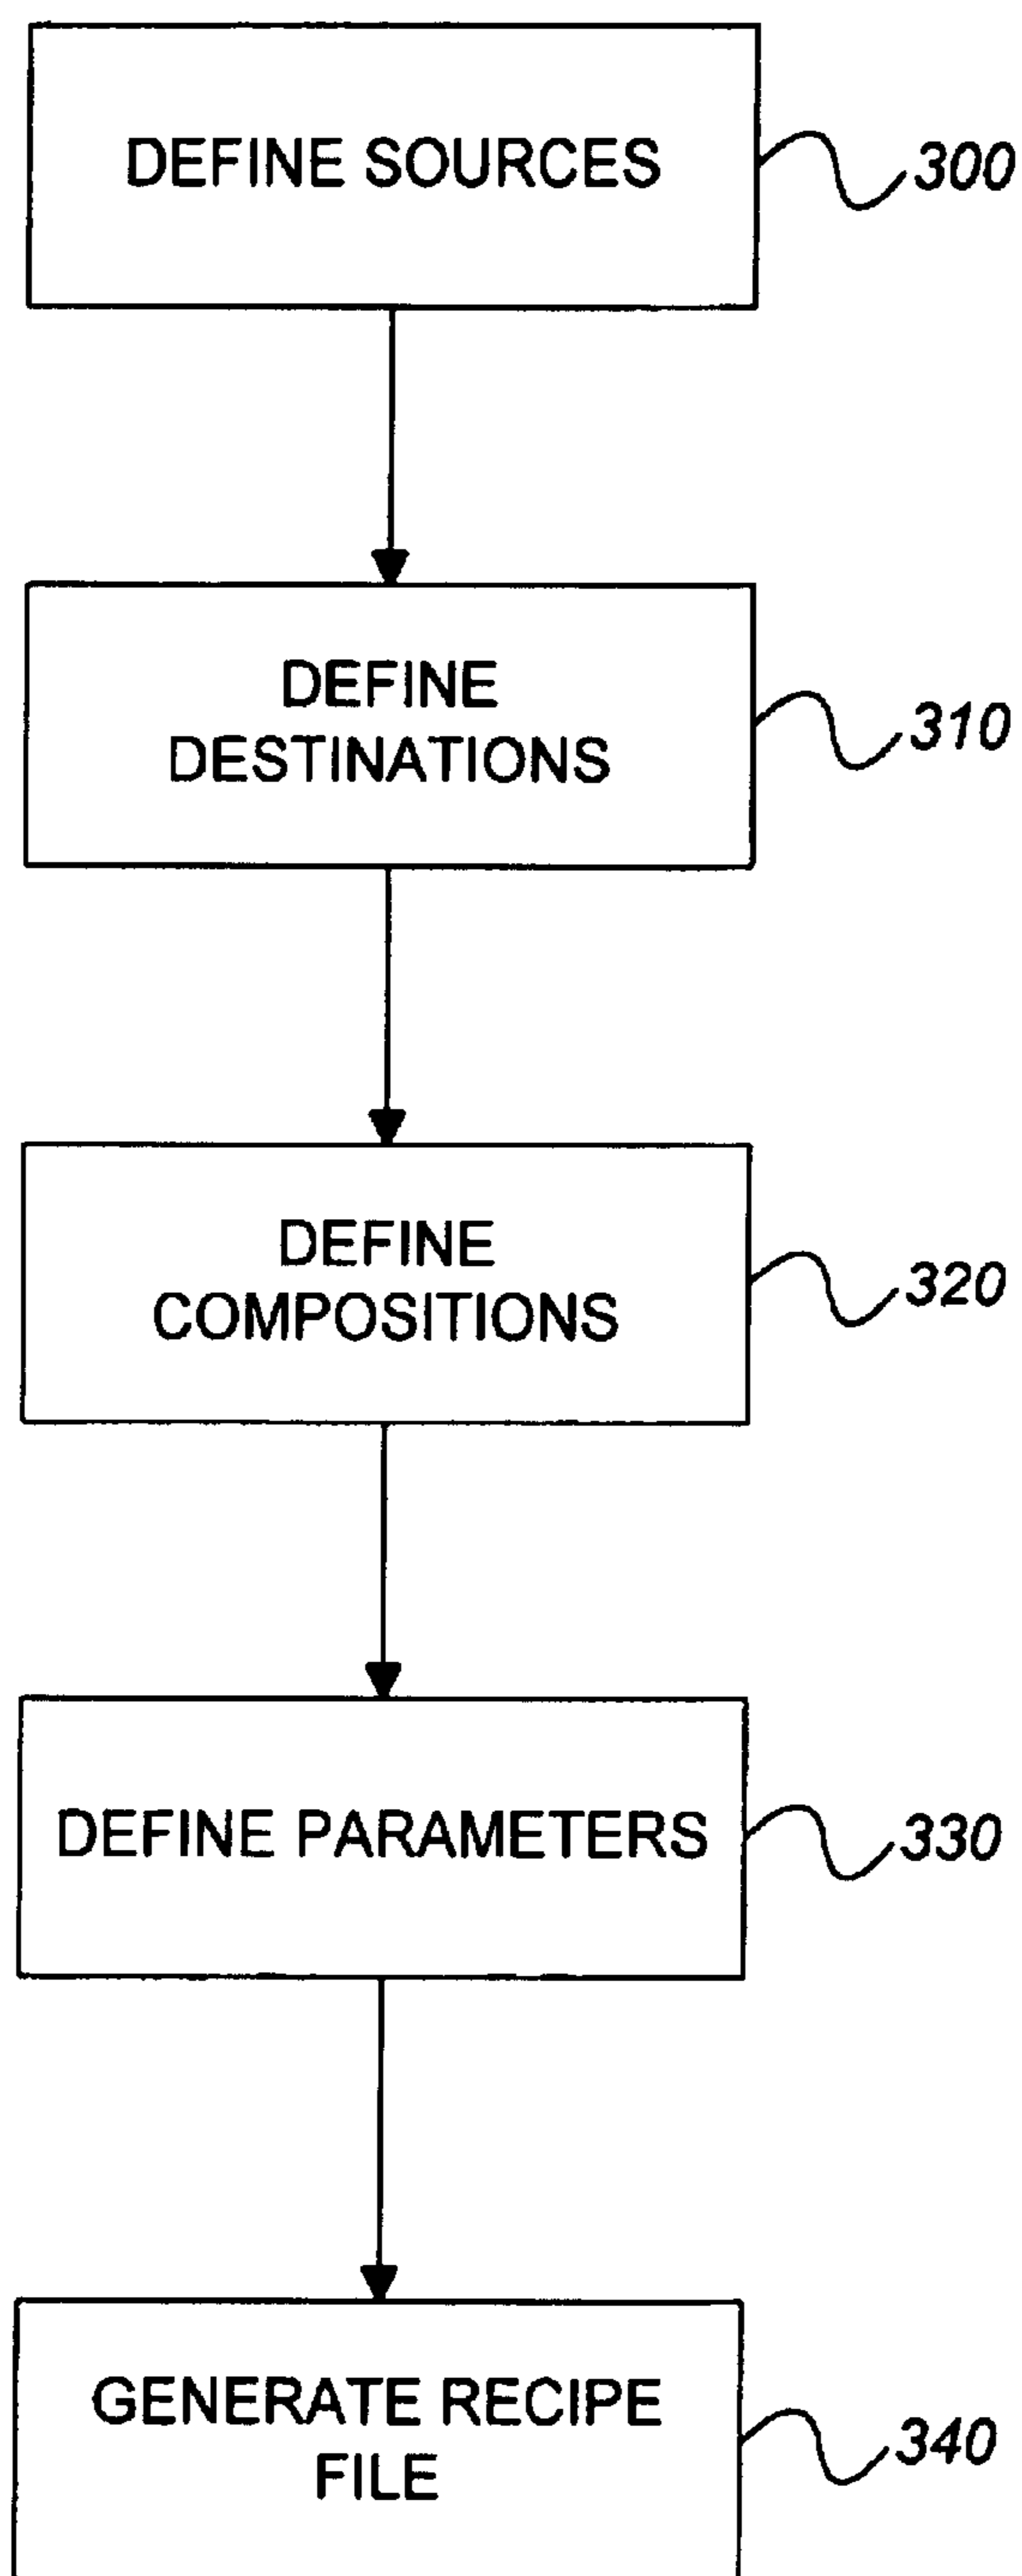 DEFINE SOURCES
300
DEFINE
DESTINATIONS
310
DEFINE
COMPOSITIONS
320
DEFINE PARAMETERS
330
GENERATE RECIPE
FILE
340